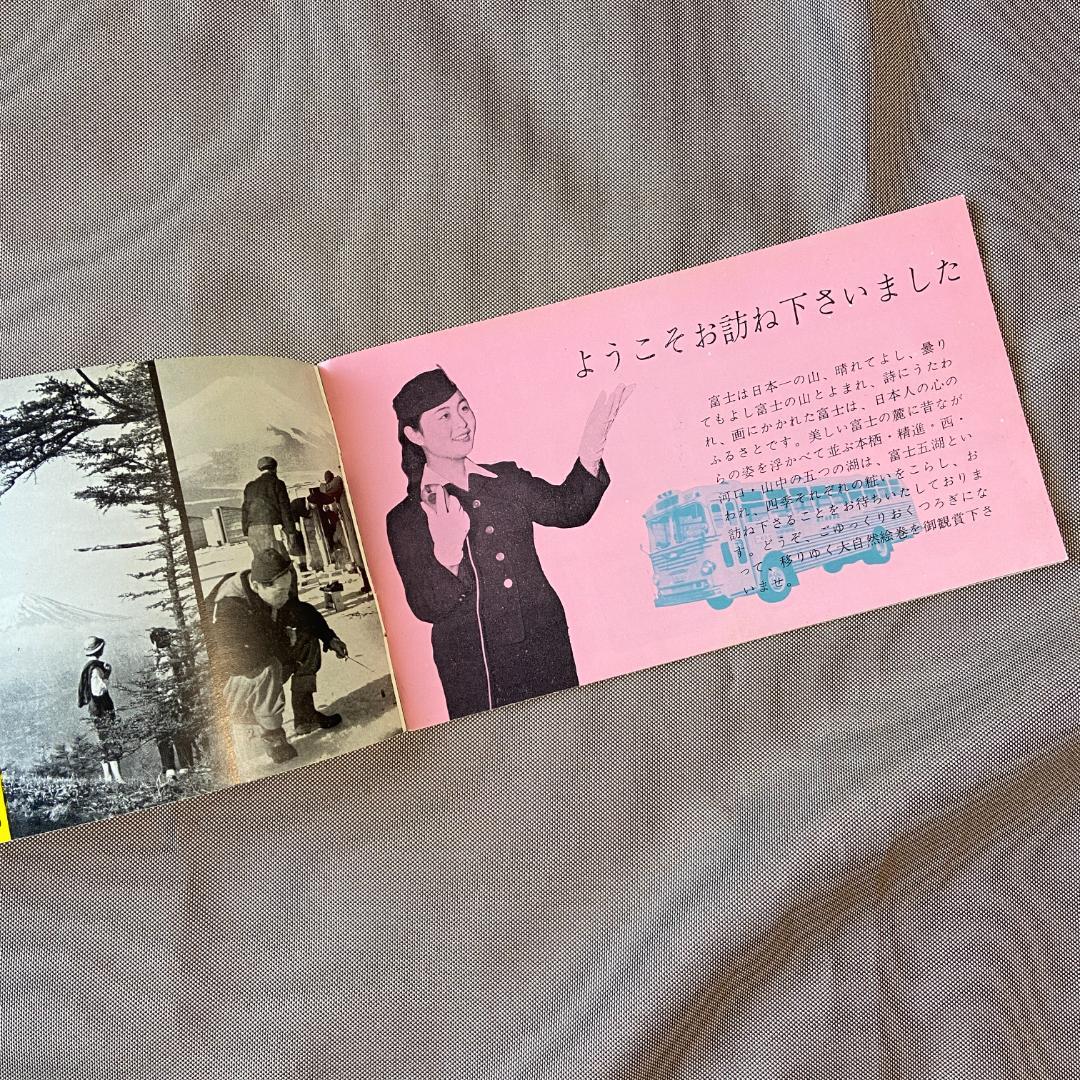 ようこそお訪ね下さいました
富士は日本一の山、晴れてよし、曇り
てもよし富士の山とよまれ、詩にうたわ
れ、画にかかれた富士は、日本人の心の
ふるさとです。美しい富士の麓に昔なが
らの姿を浮かべて並ぶ本栖・精進・西・
河口・山中の五つの湖は、富士五湖とい
われ、四季それぞれの粧いをこらし、お
訪ね下さることをお待ちいたしておりま
す。どうぞ、ごゆっくりおくつろぎにな
って、移りゆく大自然絵巻を御観賞下さ
いませ。